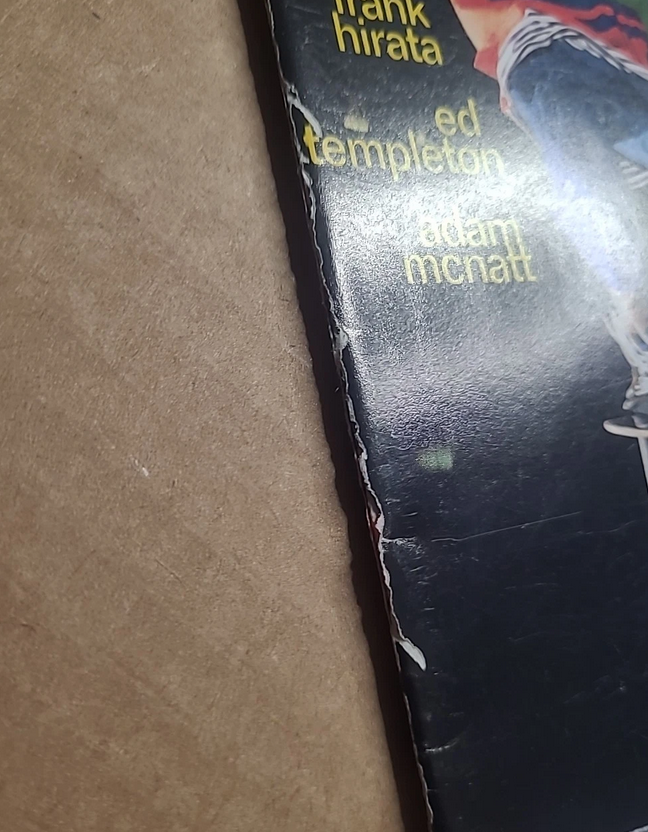 frank
hirata
ed
templeton
adam
mcnatt